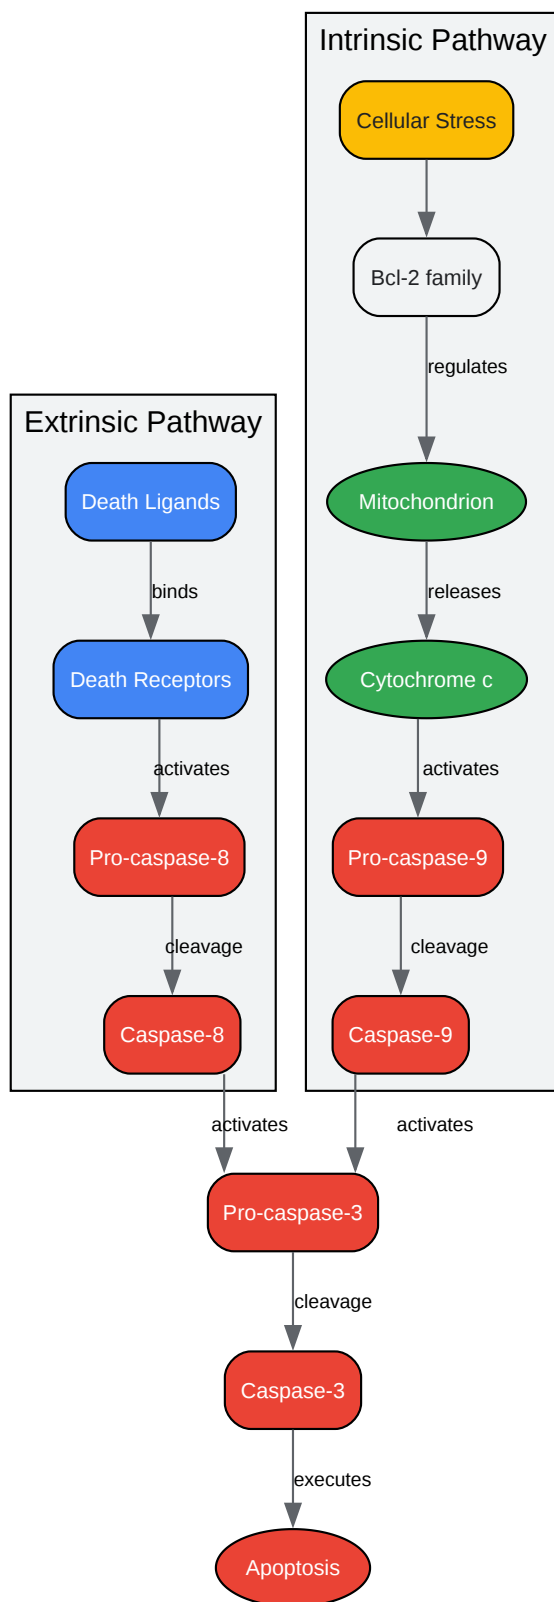 Intrinsic Pathway
Cellular Stress
Bcl-2 family
regulates
Mitochondrion
releases
Cytochrome c
activates
Pro-caspase-9
cleavage
Caspase-9
activates
Extrinsic Pathway
Death Ligands
binds
Death Receptors
activates
Pro-caspase-8
cleavage
Caspase-8
activates
Pro-caspase-3
cleavage
Caspase-3
executes
Apoptosis